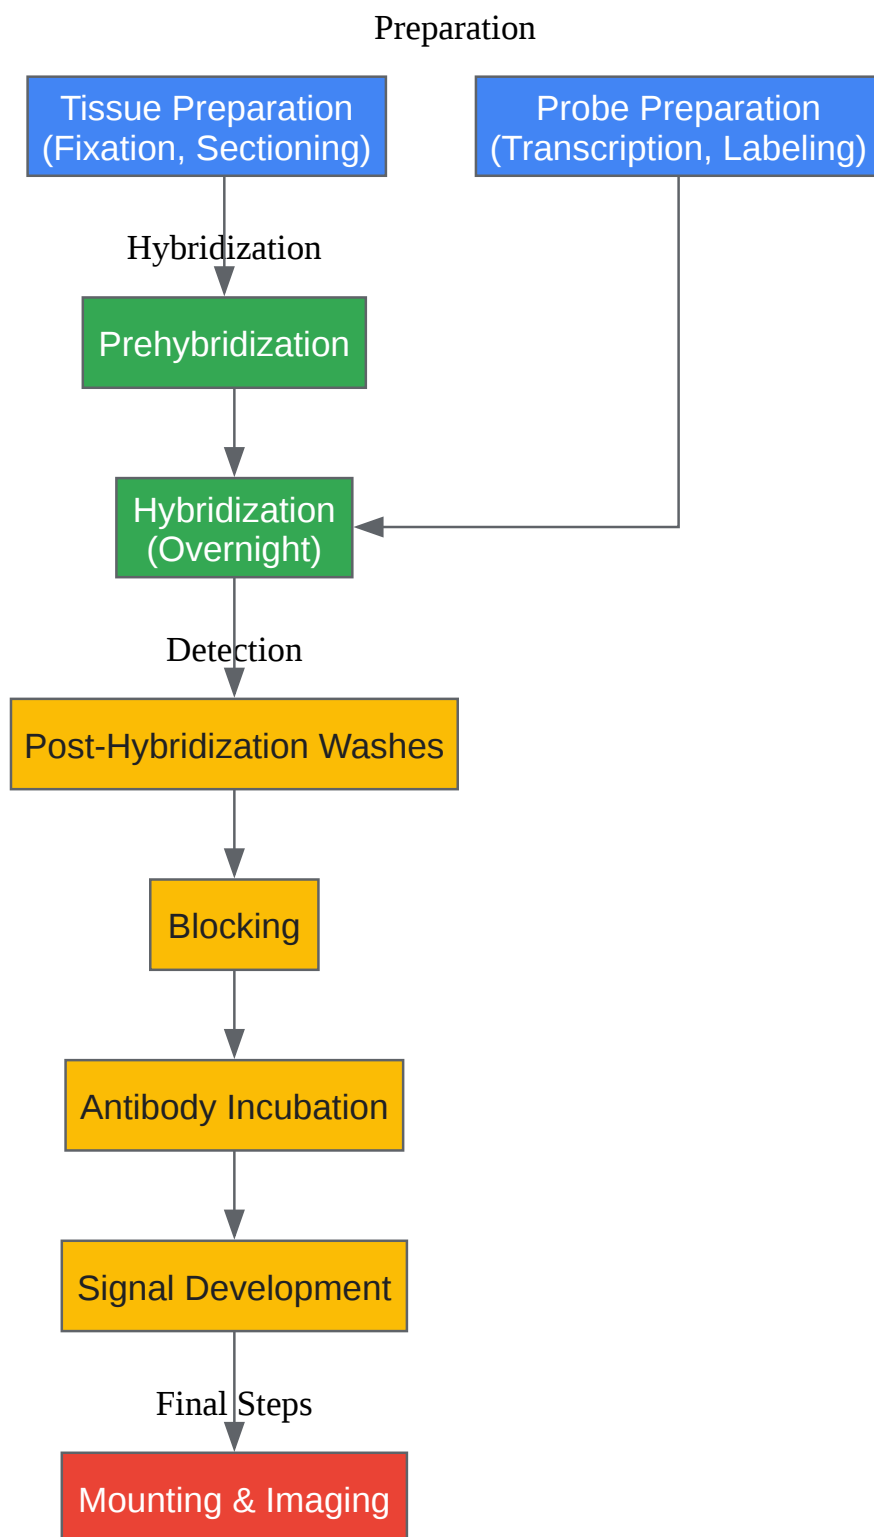 Preparation
Tissue Preparation
(Fixation, Sectioning)
Probe Preparation
(Transcription, Labeling)
Hybridization
Prehybridization
Hybridization
(Overnight)
Detection
Post-Hybridization Washes
Blocking
Antibody Incubation
Signal Development
Final Steps
Mounting & Imaging